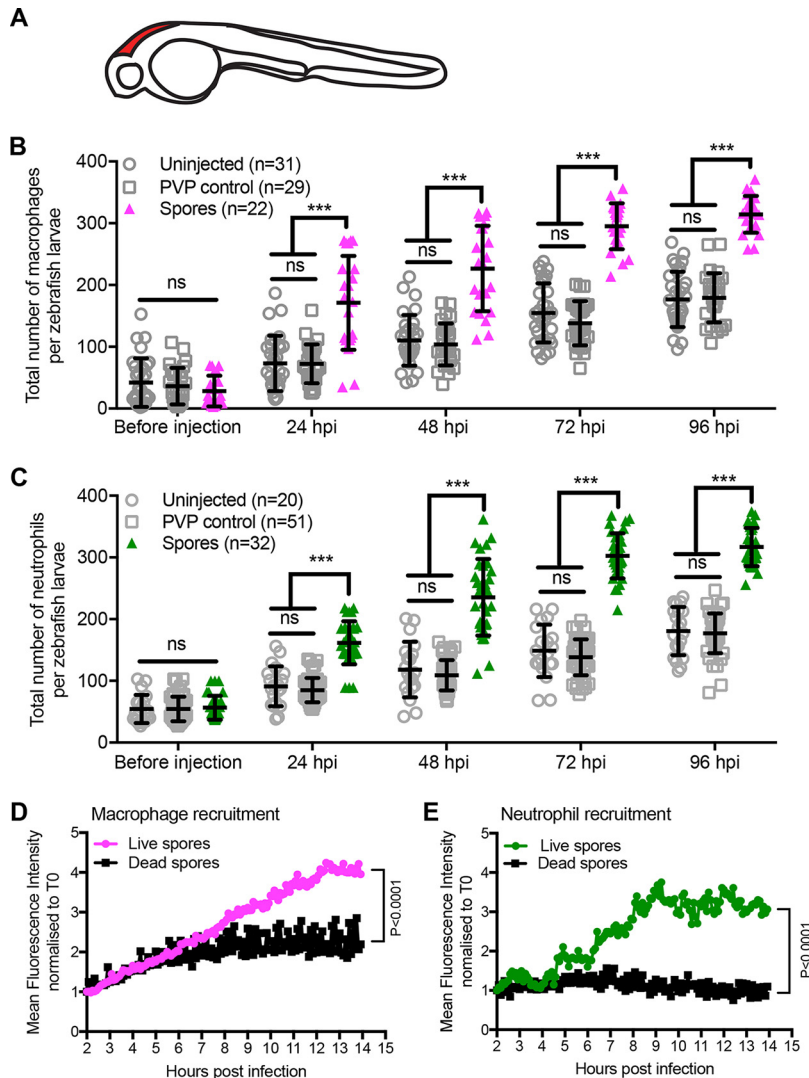 A
B
Total number of macrophages
per zebrafish larvae
400
300
200
100
0
Uninjected (n=31)
PVP control (n=29)
Spores (n=22)
ns
ns
***
ns
***
ns
***
ns
***
Before injection
24 hpi
48 hpi
72 hpi
96 hpi
C
Total number of neutrophils
per zebrafish larvae
400
300
200
100
0
Uninjected (n=20)
PVP control (n=51)
Spores (n=32)
ns
ns
***
ns
***
ns
***
ns
***
Before injection
24 hpi
48 hpi
72 hpi
96 hpi
D
Macrophage recruitment
Mean Fluorescence Intensity
normalised to T0
5
4
3
2
1
0
Live spores
Dead spores
P<0.0001
2 3 4 5 6 7 8 9 10 11 12 13 14 15
Hours post infection
E
Neutrophil recruitment
Mean Fluorescence Intensity
normalised to T0
5
4
3
2
1
0
Live spores
Dead spores
P<0.0001
2 3 4 5 6 7 8 9 10 11 12 13 14 15
Hours post infection